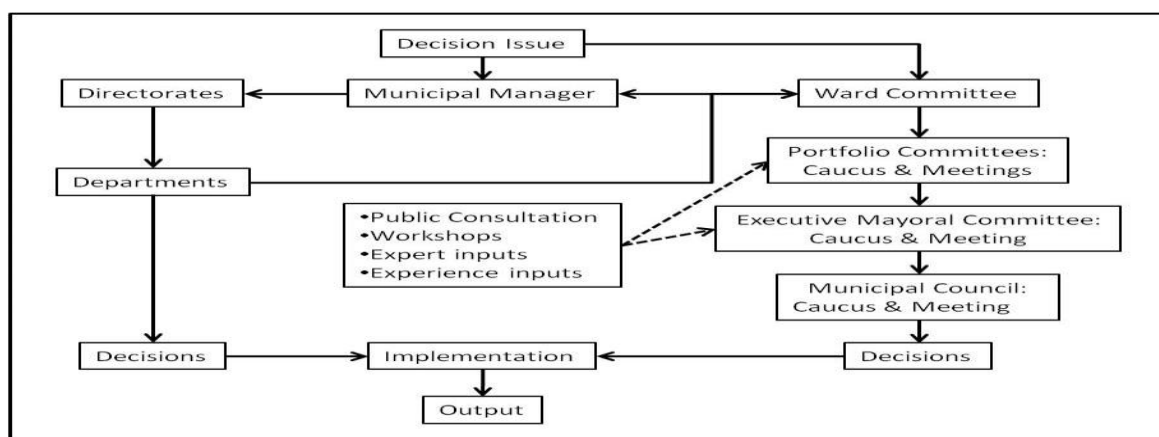 Decision Issue
Directorates
Municipal Manager
Ward Committee
Portfolio Committees:
Caucus & Meetings
Departments
•Public Consultation
•Workshops
•Expert inputs
•Experience inputs
Executive Mayoral Committee:
Caucus & Meeting
Municipal Council:
Caucus & Meeting
Decisions
Implementation
Decisions
Output